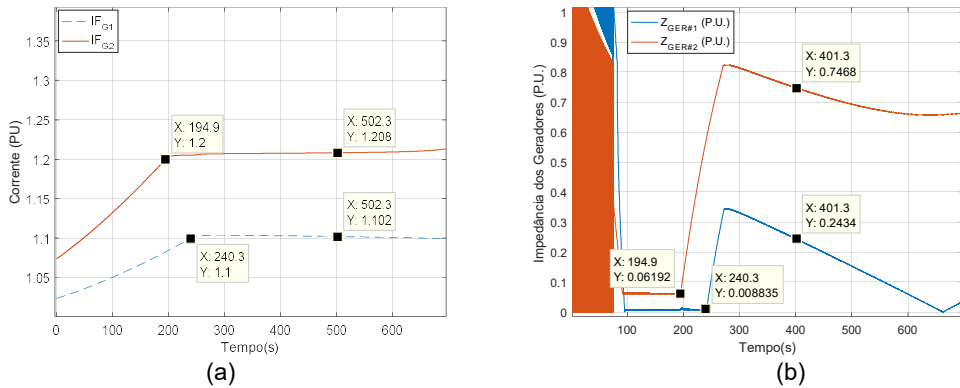 IF_G1
IF_G2
1.35
1.3
1.25
1.2
1.15
1.1
1.05
Corrente (PU)
X: 194.9
Y: 1.2
X: 502.3
Y: 1.208
X: 502.3
Y: 1.102
X: 240.3
Y: 1.1
0 100 200 300 400 500 600
Tempo(s)
(a)
Z_GER#1 (P.U.)
Z_GER#2 (P.U.)
1
0.9
0.8
0.7
0.6
0.5
0.4
0.3
0.2
0.1
0
Impedância dos Geradores (P.U.)
X: 401.3
Y: 0.7468
X: 401.3
Y: 0.2434
X: 194.9
Y: 0.06192
X: 240.3
Y: 0.008835
100 200 300 400 500 600
Tempo(s)
(b)